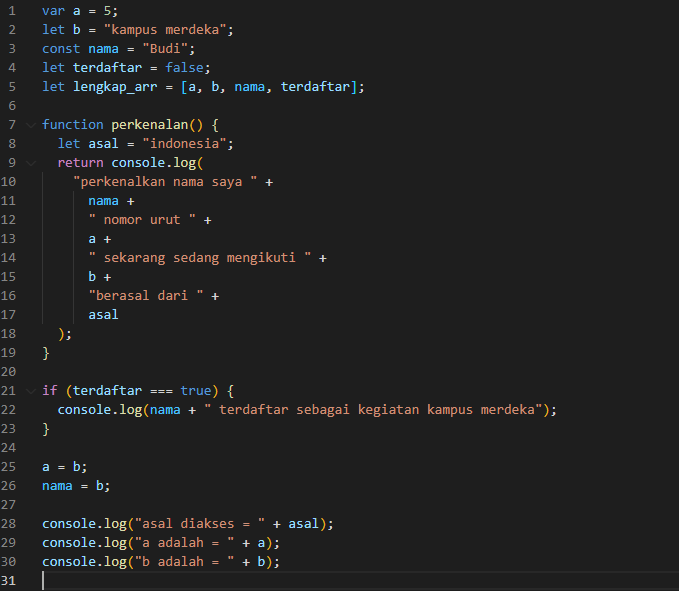 1 var a = 5;
2 let b = "kampus merdeka";
3 const nama = "Budi";
4 let terdaftar = false;
5 let lengkap_arr = [a, b, nama, terdaftar];
6
7 function perkenalan() {
8   let asal = "indonesia";
9   return console.log(
10     "perkenalkan nama saya " +
11       nama +
12       " nomor urut " +
13       a +
14       " sekarang sedang mengikuti " +
15       b +
16       "berasal dari " +
17       asal
18   );
19 }
20
21 if (terdaftar === true) {
22   console.log(nama + " terdaftar sebagai kegiatan kampus merdeka");
23 }
24
25 a = b;
26 nama = b;
27
28 console.log("asal diakses = " + asal);
29 console.log("a adalah = " + a);
30 console.log("b adalah = " + b);
31